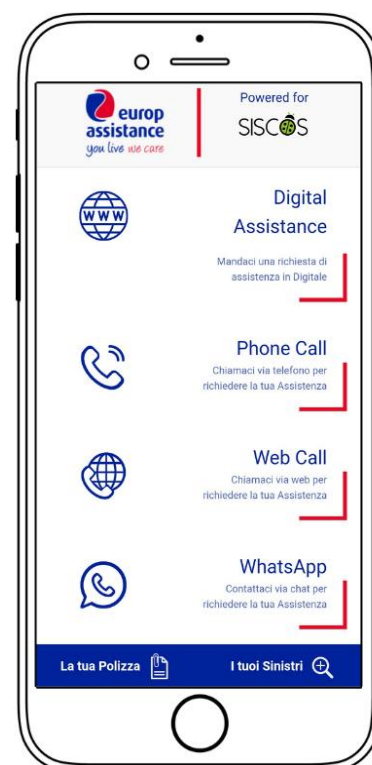 europ
assistance
you live we care
Powered for
SISCOS
WWW
Digital
Assistance
Mandaci una richiesta di
assistenza in Digitale
Phone Call
Chiamaci via telefono per
richiedere la tua Assistenza
Web Call
Chiamaci via web per
richiedere la tua Assistenza
WhatsApp
Contattaci via chat per
richiedere la tua Assistenza
La tua Polizza
I tuoi Sinistri